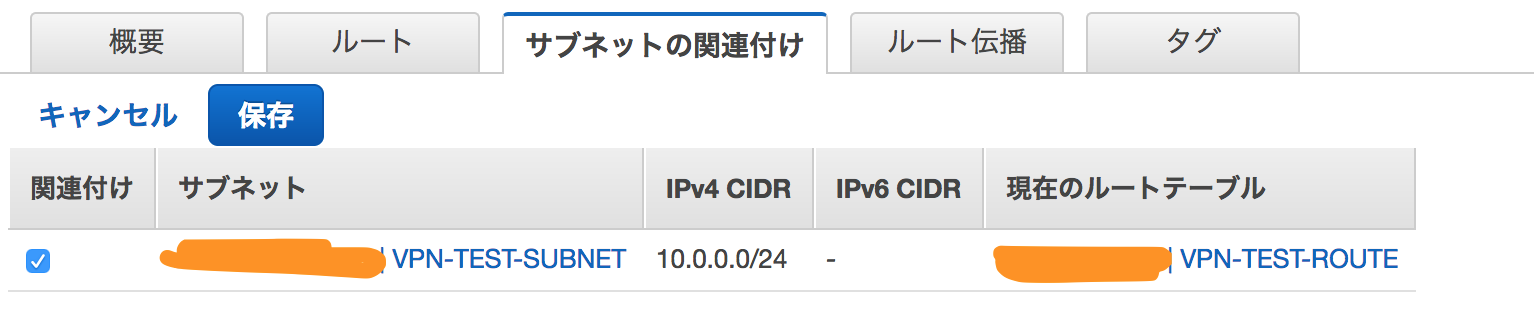 概要 ルート サブネットの関連付け ルート伝播 タグ
キャンセル 保存
関連付け サブネット IPv4 CIDR IPv6 CIDR 現在のルートテーブル
| VPN-TEST-SUBNET 10.0.0.0/24 - | VPN-TEST-ROUTE